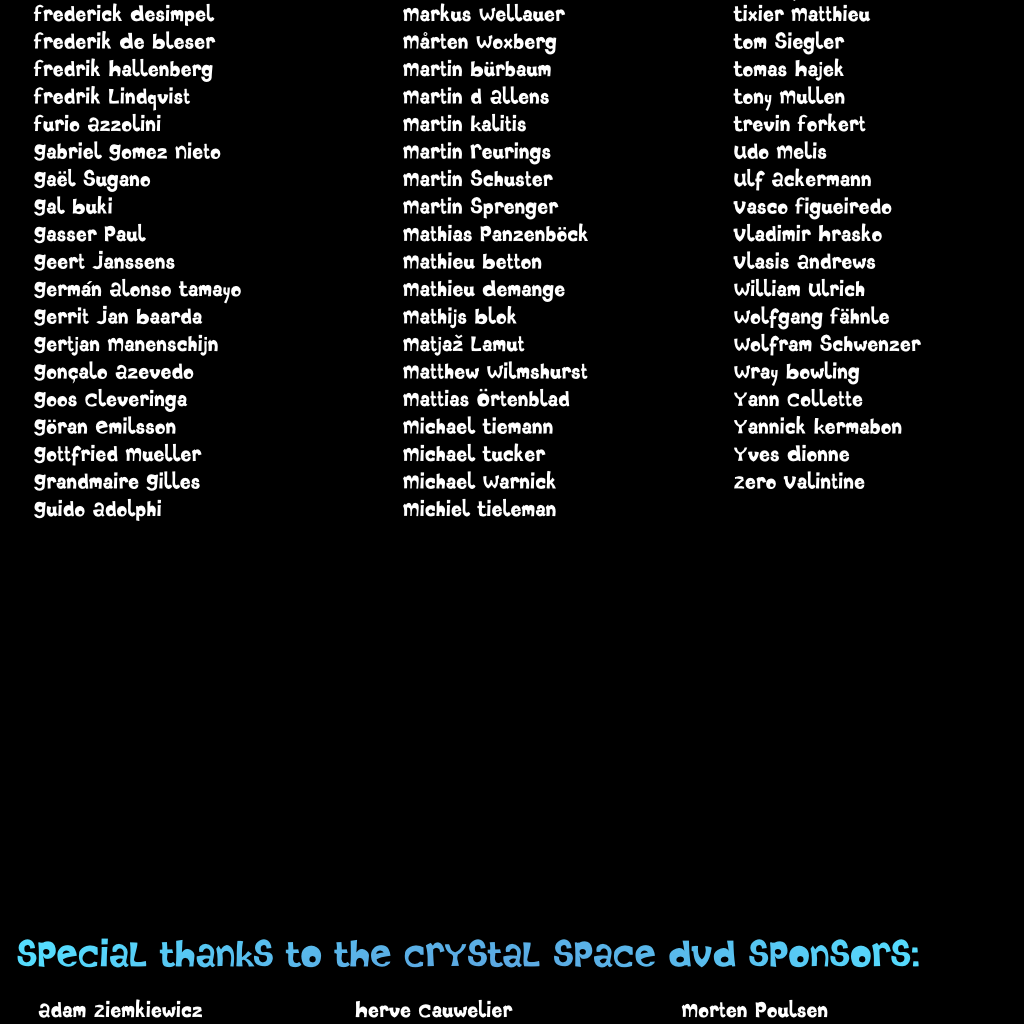 frederick desimpel
frederik de bleser
fredrik hallenberg
fredrik Lindqvist
furio azzolini
gabriel gomez nieto
gaël Sugano
gal buki
gasser Paul
geert janssens
germán alonso tamayo
gerrit jan baarda
gertjan manenschijn
gonçalo azevedo
goos cleveringa
göran emilsson
gottfried mueller
grandmaire gilles
guido adolphi
markus wellauer
mårten woxberg
martin bürbaum
martin d allens
martin kalitis
martin reurings
martin Schuster
martin Sprenger
mathias Panzenböck
mathieu betton
mathieu demange
mathijs blok
matjaž Lamut
matthew wilmshurst
mattias örtenblad
michael tiemann
michael tucker
michael warnick
michiel tieleman
tixier matthieu
tom Siegler
tomas hajek
tony mullen
trevin forkert
udo melis
ulf ackermann
vasco figueiredo
vladimir hrasko
vlasis andrews
william ulrich
wolfgang fähnle
wolfram Schwenzer
wray bowling
Yann collette
Yannick kermabon
Yves dionne
zero valintine
Special thanks to the crystal space dvd sponsors:
adam ziemkiewicz
herve cauwelier
morten Poulsen